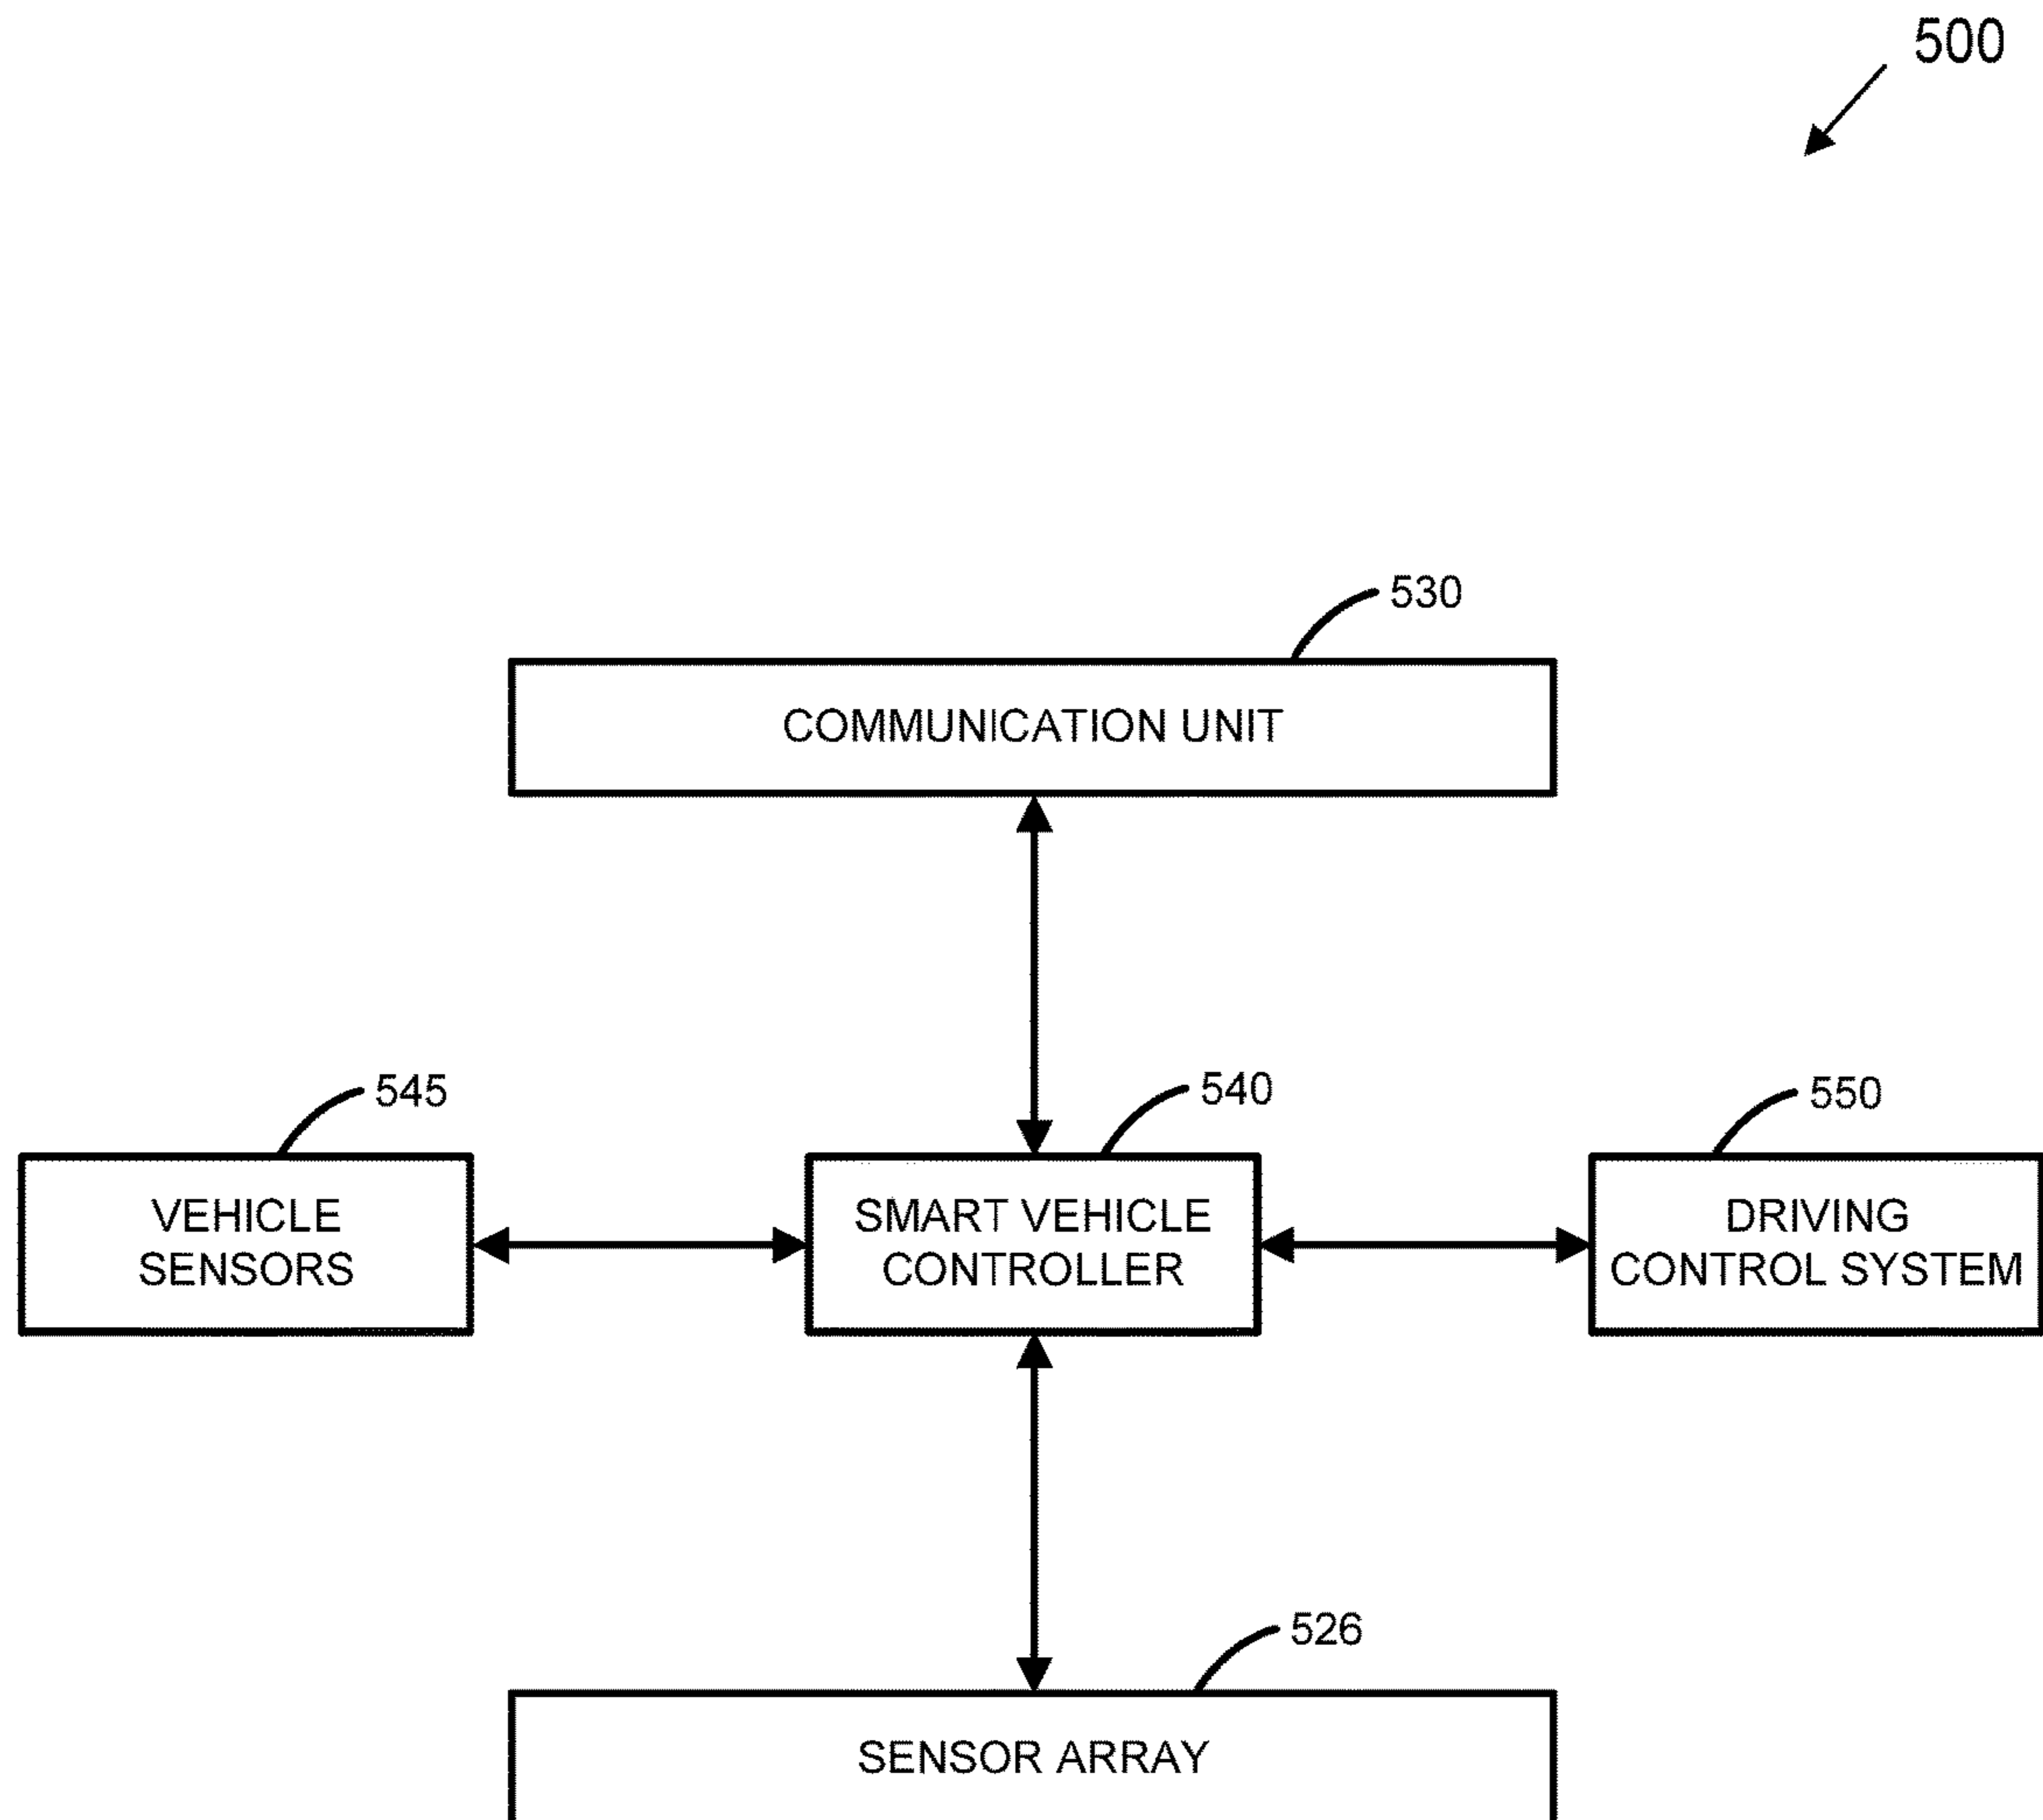 500
530
COMMUNICATION UNIT
545
540
550
VEHICLE
SENSORS
SMART VEHICLE
CONTROLLER
DRIVING
CONTROL SYSTEM
526
SENSOR ARRAY